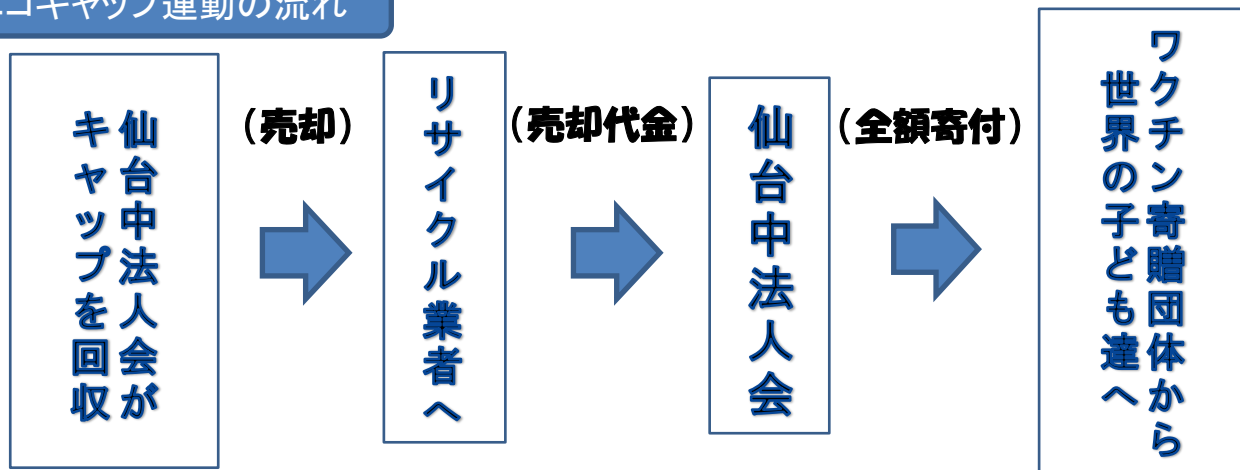 エコキャップ運動の流れ
仙台中法人会が
キャップを回収
（売却）
リサイクル業者へ
（売却代金）
仙台中法人会
（全額寄付）
ワクチン寄贈団体から
世界の子ども達へ